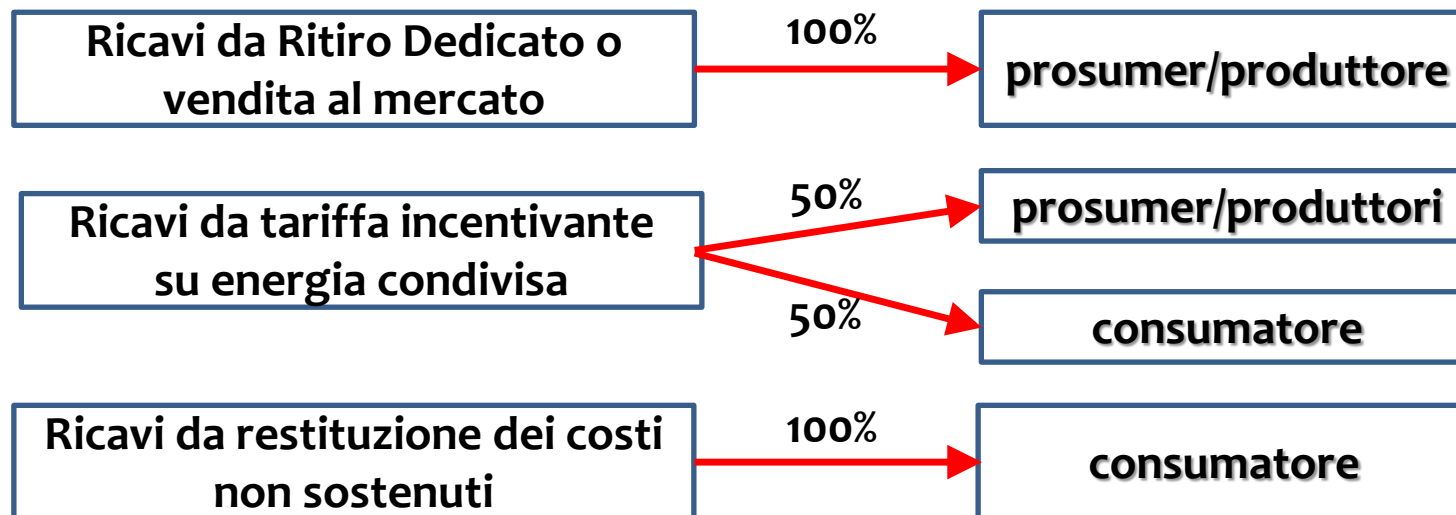 Ricavi da Ritiro Dedicato o
vendita al mercato
100%
prosumer/produttore
Ricavi da tariffa incentivante
su energia condivisa
50%
prosumer/produttori
50%
consumatore
Ricavi da restituzione dei costi
non sostenuti
100%
consumatore